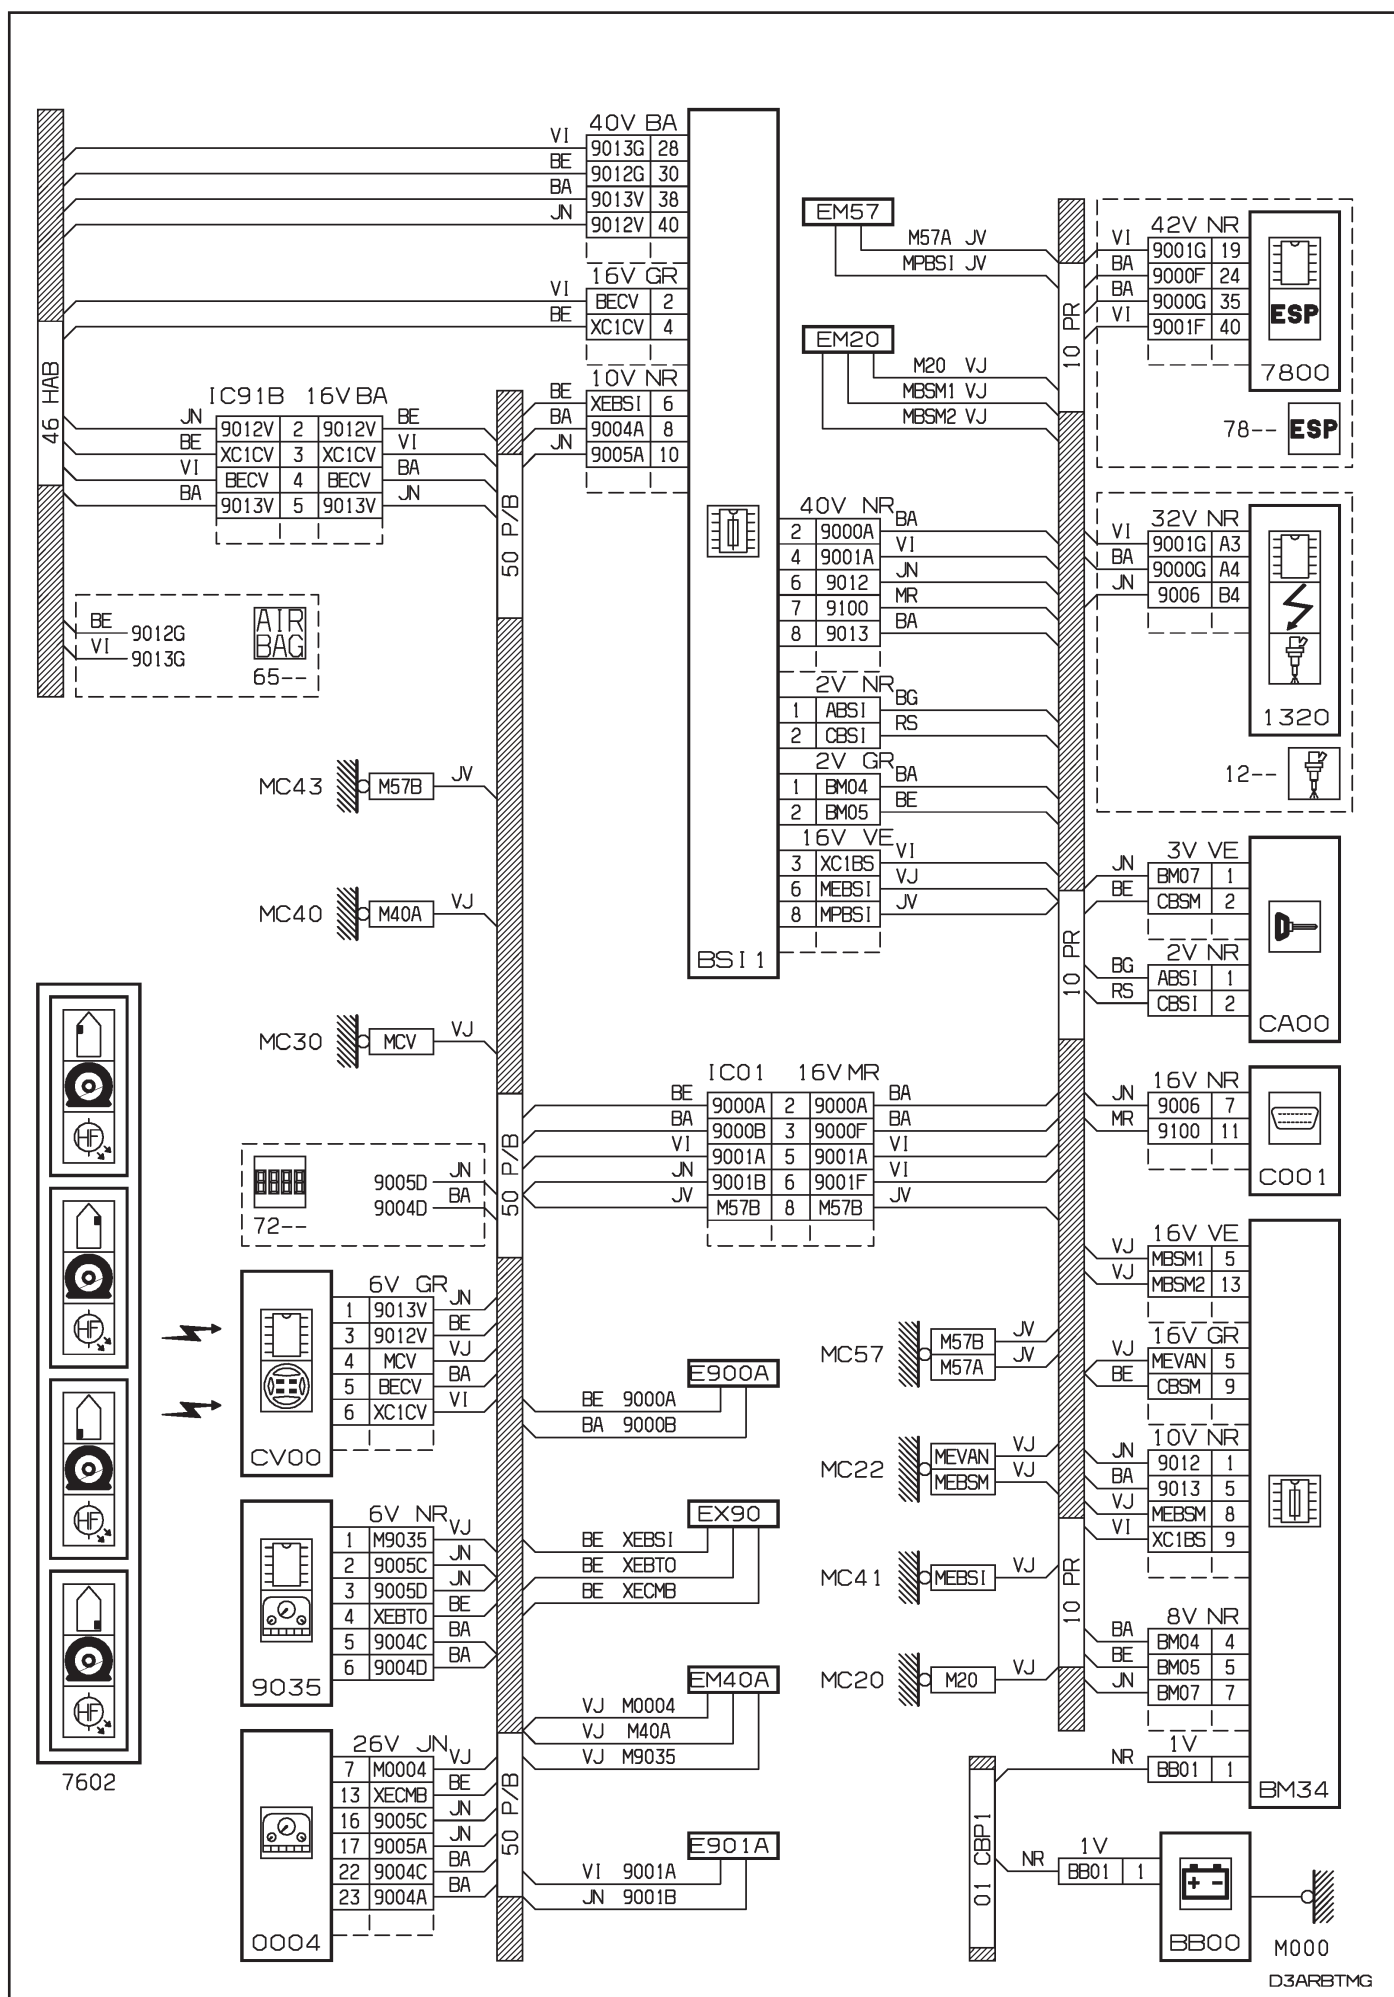 40V BA
VI 9013G 28
BE 9012G 30
BA 9013V 38
JN 9012V 40
16V GR
VI BECV 2
BE XC1CV 4
10V NR
BE XEBSI 6
BA 9004A 8
JN 9005A 10
46 HAB
IC91B 16V BA
JN 9012V 2 9012V BE
BE XC1CV 3 XC1CV VI
VI BECV 4 BECV BA
BA 9013V 5 9013V JN
50 P/B
BE 9012G
VI 9013G
AIR
BAG
65--
BSI1
EM57
M57A JV
MPBSI JV
EM20
M20 VJ
MBSM1 VJ
MBSM2 VJ
10 PR
42V NR
VI 9001G 19
BA 9000F 24
BA 9000G 35
VI 9001F 40
ESP
7800
78-- ESP
40V NR
2 9000A BA
4 9001A VI
6 9012 JN
7 9100 MR
8 9013 BA
2V NR
1 ABSI BG
2 CBSI RS
2V GR
1 BM04 BA
2 BM05 BE
16V VE
3 XC1BS VI
6 MEBSI VJ
8 MPBSI JV
32V NR
VI 9001G A3
BA 9000G A4
JN 9006 B4
1320
12--
3V VE
JN BM07 1
BE CBSM 2
2V NR
BG ABSI 1
RS CBSI 2
CA00
10 PR
MC43 M57B JV
MC40 M40A VJ
MC30 MCV VJ
IC01 16V MR
BE 9000A 2 9000A BA
BA 9000B 3 9000F BA
VI 9001A 5 9001A VI
JN 9001B 6 9001F VI
JV M57B 8 M57B JV
16V NR
JN 9006 7
MR 9100 11
C001
50 P/B
72--
9005D JN
9004D BA
HF
HF
HF
HF
7602
6V GR
1 9013V JN
3 9012V BE
4 MCV VJ
5 BECV BA
6 XC1CV VI
CV00
E900A
BE 9000A
BA 9000B
6V NR
1 M9035 VJ
2 9005C JN
3 9005D JN
4 XEBTO BE
5 9004C BA
6 9004D BA
9035
EX90
BE XEBSI
BE XEBTO
BE XECMB
EM40A
VJ M0004
VJ M40A
VJ M9035
26V JN
7 M0004 VJ
13 XECMB BE
16 9005C JN
17 9005A JN
22 9004C BA
23 9004A BA
0004
50 P/B
E901A
VI 9001A
JN 9001B
MC57 M57B JV
M57A JV
MC22 MEVAN VJ
MEBSM VJ
MC41 MEBSI VJ
MC20 M20 VJ
10 PR
16V VE
VJ MBSM1 5
VJ MBSM2 13
16V GR
VJ MEVAN 5
BE CBSM 9
10V NR
JN 9012 1
BA 9013 5
VJ MEBSM 8
VI XC1BS 9
8V NR
BA BM04 4
BE BM05 5
JN BM07 7
1V
NR BB01 1
BM34
01 CBP1
1V
NR BB01 1
+ -
BB00
M000
D3ARBTMG